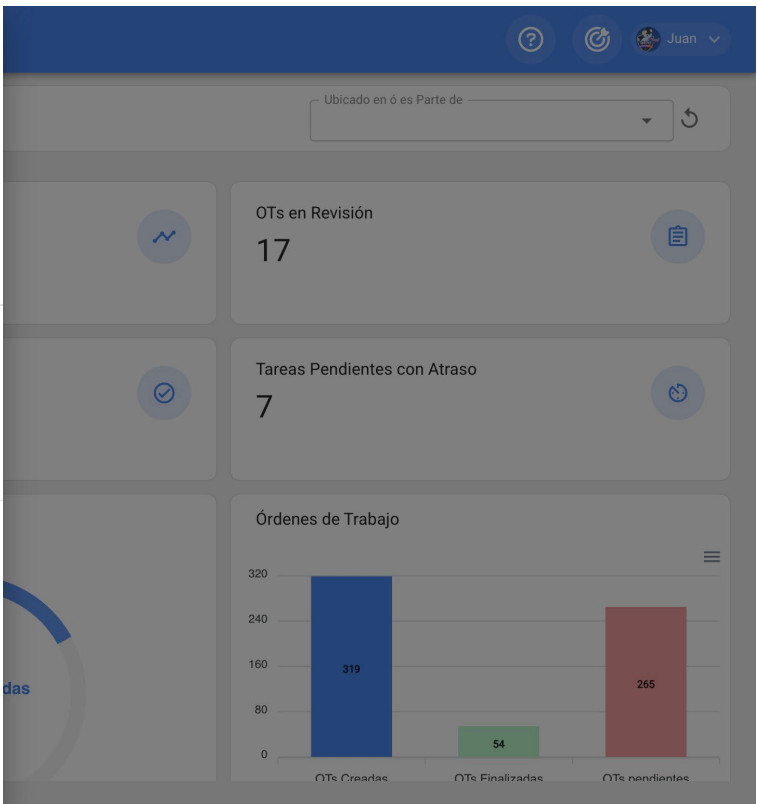 Juan
Ubicado en ó es Parte de
OTs en Revisión
17
Tareas Pendientes con Atraso
7
das
Órdenes de Trabajo
320
240
160
80
0
319
54
265
OTs Creadas
OTs Finalizadas
OTs pendientes